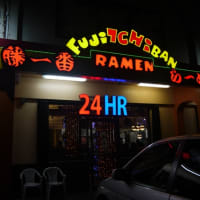 FUJI ICHIBAN
藤一番 RAMEN
24 HR